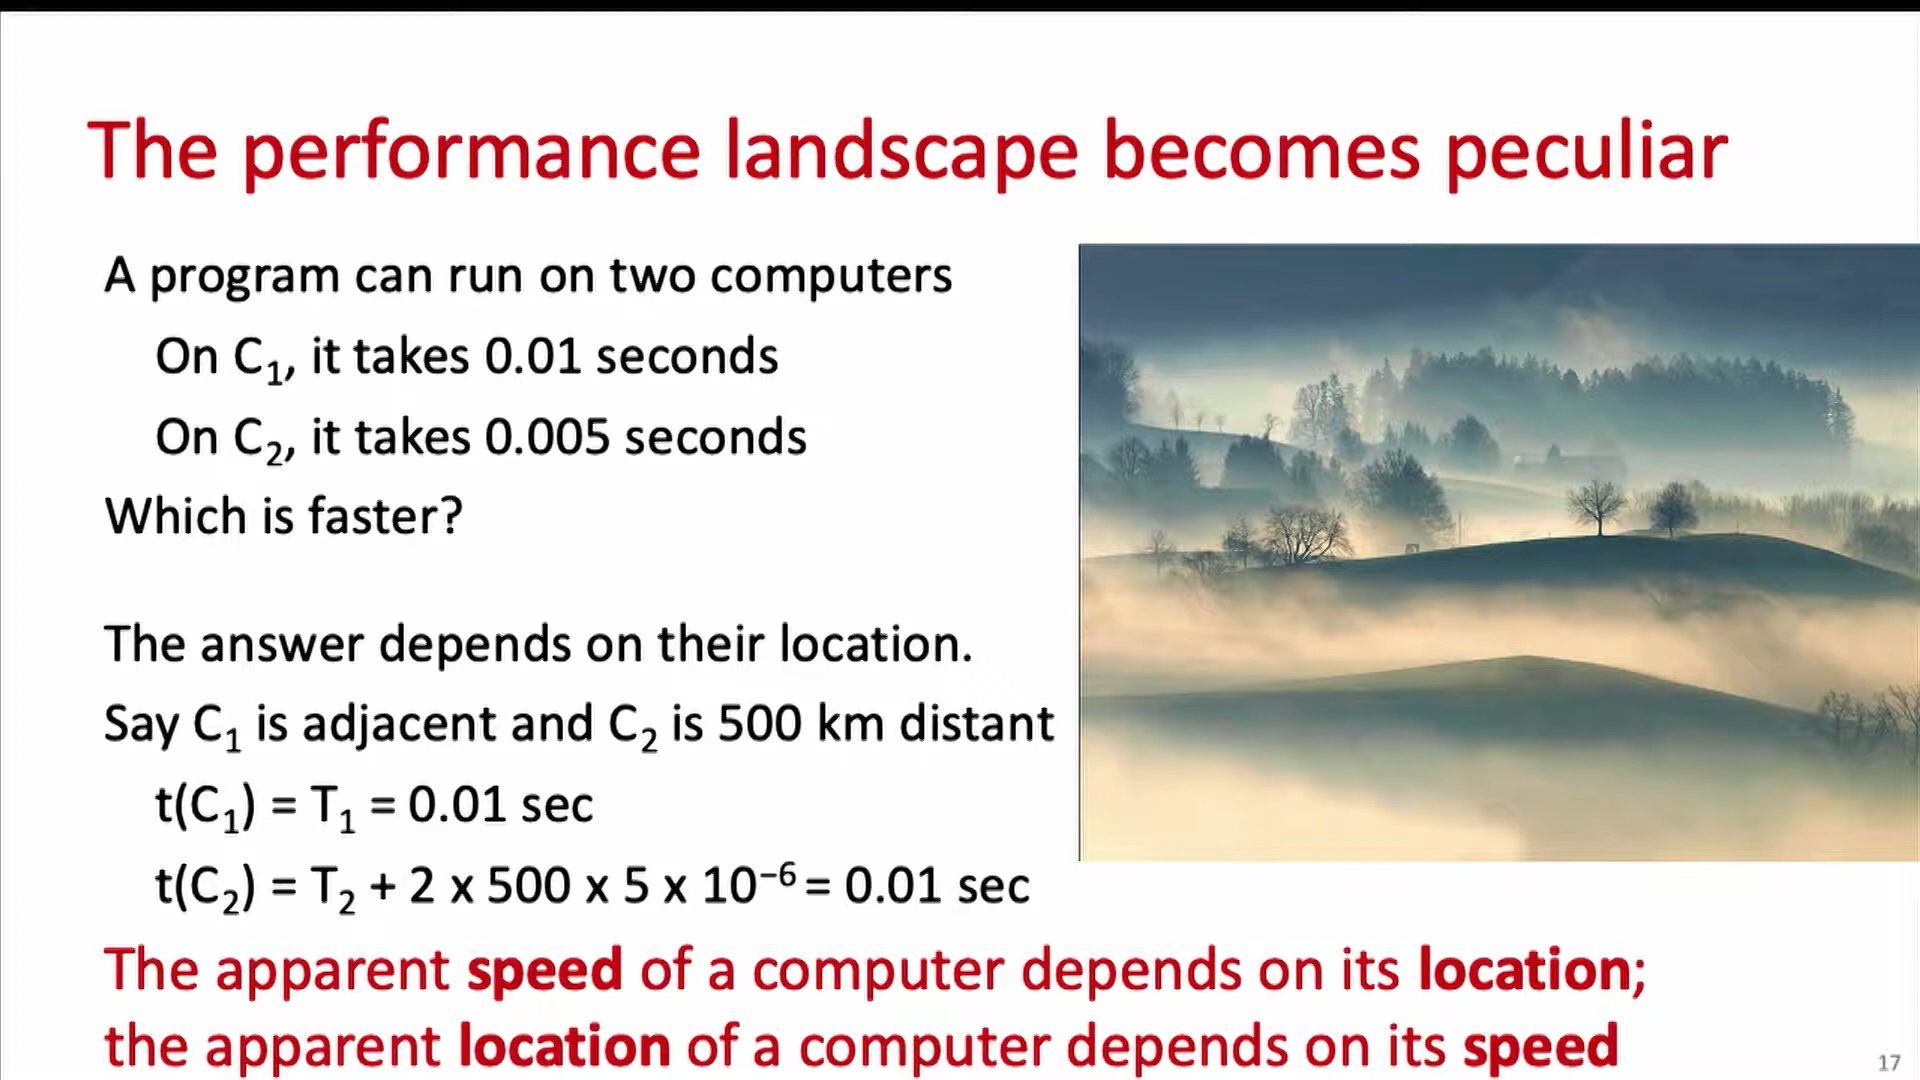 The performance landscape becomes peculiar
A program can run on two computers
On C₁, it takes 0.01 seconds
On C₂, it takes 0.005 seconds
Which is faster?
The answer depends on their location.
Say C₁ is adjacent and C₂ is 500 km distant
t(C₁) = T₁ = 0.01 sec
t(C₂) = T₂ + 2 x 500 x 5 x 10⁻⁶ = 0.01 sec
The apparent speed of a computer depends on its location;
the apparent location of a computer depends on its speed
17